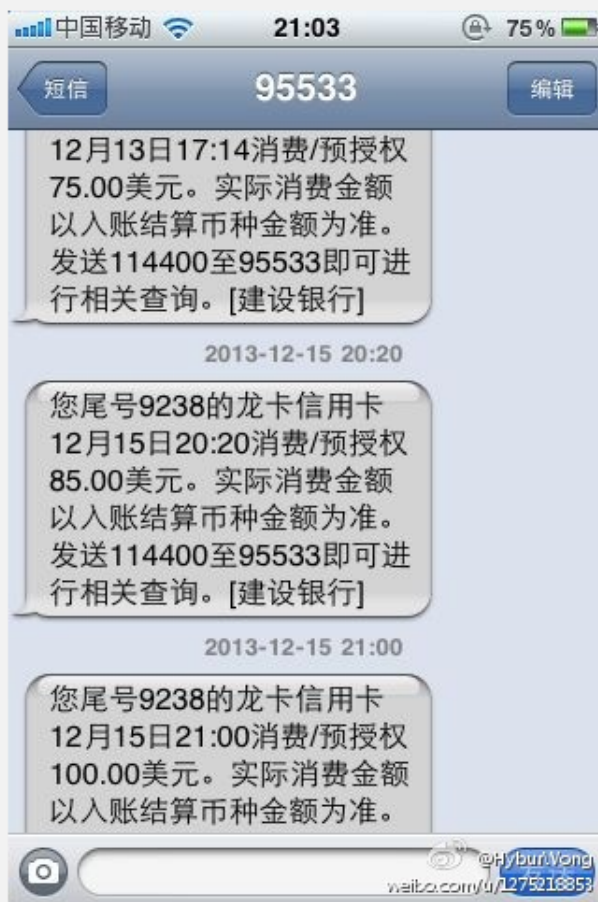 中国移动 21:03 75%
短信 95533 编辑
12月13日17:14消费/预授权
75.00美元。实际消费金额
以入账结算币种金额为准。
发送114400至95533即可进
行相关查询。[建设银行]
2013-12-15 20:20
您尾号9238的龙卡信用卡
12月15日20:20消费/预授权
85.00美元。实际消费金额
以入账结算币种金额为准。
发送114400至95533即可进
行相关查询。[建设银行]
2013-12-15 21:00
您尾号9238的龙卡信用卡
12月15日21:00消费/预授权
100.00美元。实际消费金额
以入账结算币种金额为准。
发送
weibo.com/u/1275218853